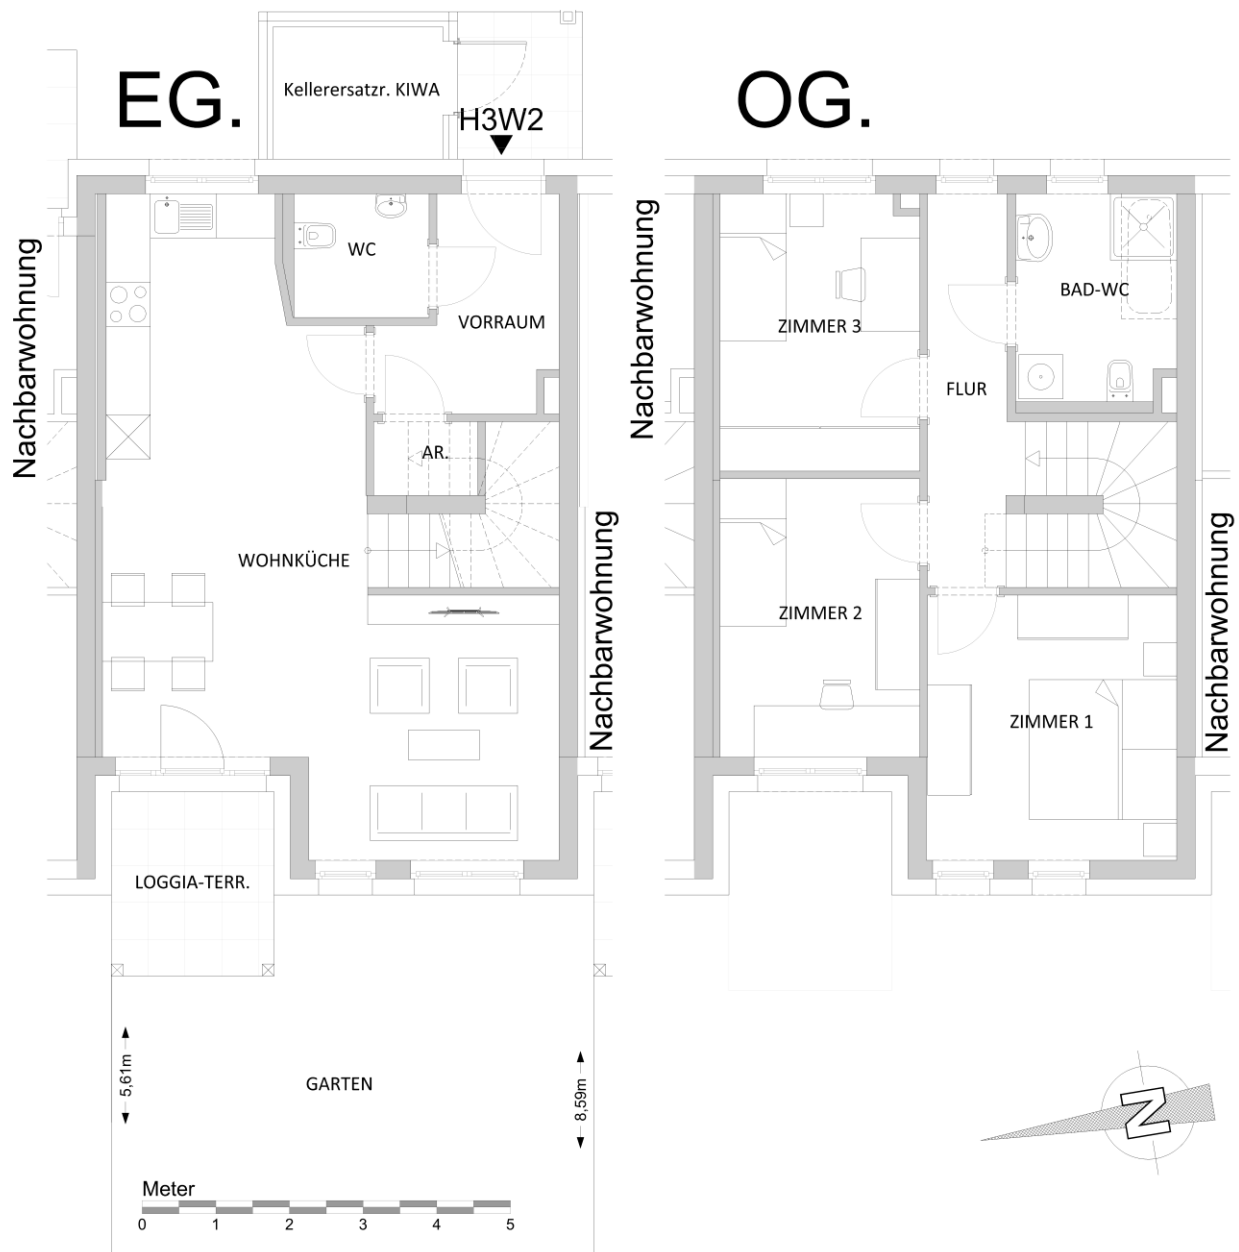 EG.
Kellerersatzr. KIWA
H3W2
OG.
Nachbarwohnung
WC
VORRAUM
AR.
WOHNKÜCHE
Nachbarwohnung
LOGGIA-TERR.
5,61m
GARTEN
8,59m
Meter
0 1 2 3 4 5
Nachbarwohnung
ZIMMER 3
BAD-WC
FLUR
ZIMMER 2
ZIMMER 1
Nachbarwohnung
N